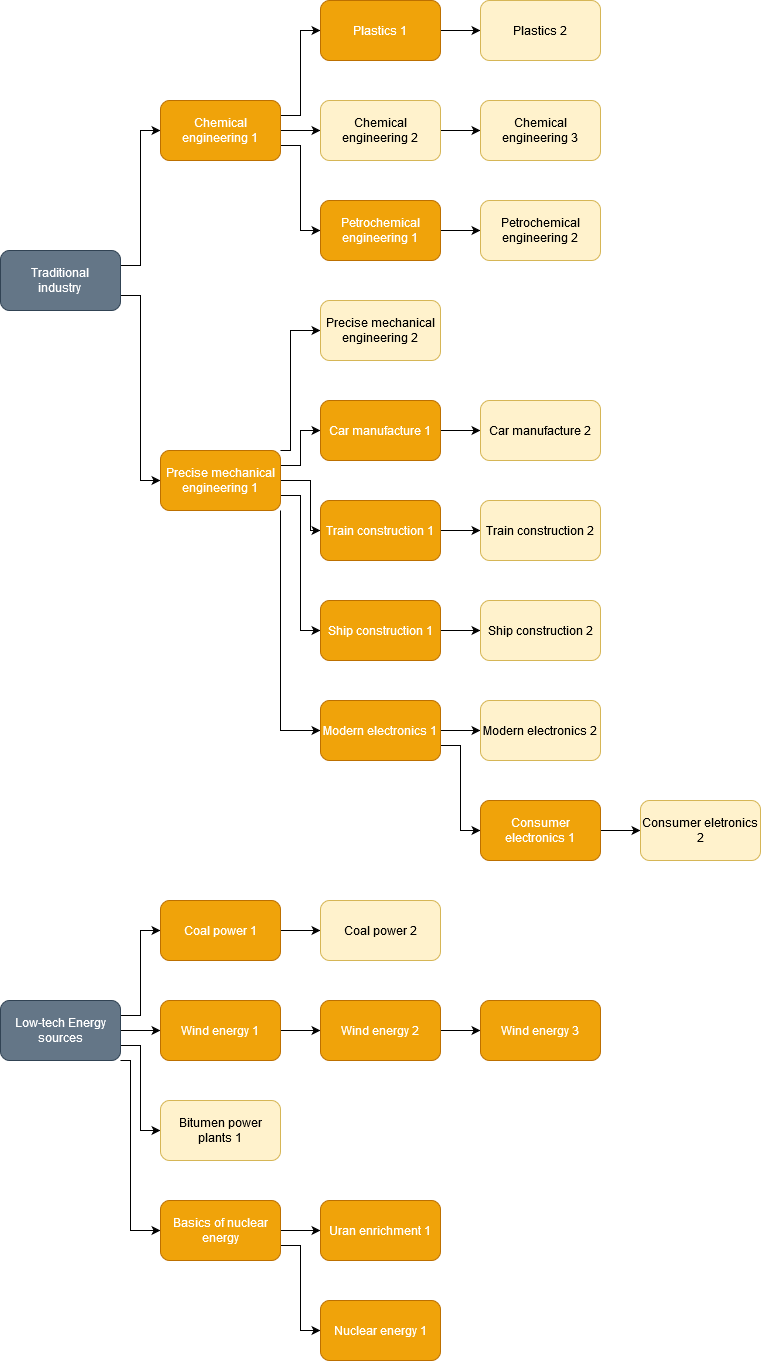 Plastics 1
Plastics 2
Chemical
engineering 1
Chemical
engineering 2
Chemical
engineering 3
Petrochemical
engineering 1
Petrochemical
engineering 2
Traditional
industry
Precise mechanical
engineering 2
Car manufacture 1
Car manufacture 2
Precise mechanical
engineering 1
Train construction 1
Train construction 2
Ship construction 1
Ship construction 2
Modern electronics 1
Modern electronics 2
Consumer
electronics 1
Consumer eletronics
2
Coal power 1
Coal power 2
Low-tech Energy
sources
Wind energy 1
Wind energy 2
Wind energy 3
Bitumen power
plants 1
Basics of nuclear
energy
Uran enrichment 1
Nuclear energy 1